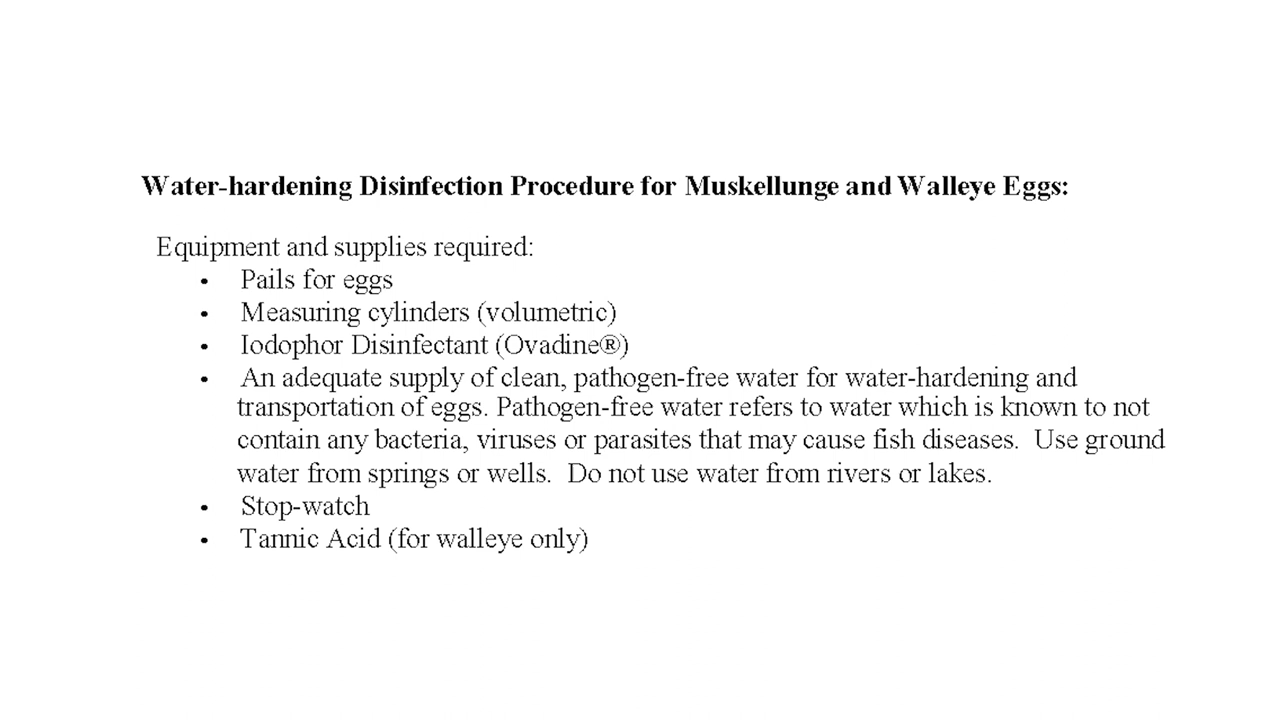 Water-hardening Disinfection Procedure for Muskellunge and Walleye Eggs:
Equipment and supplies required:
• Pails for eggs
• Measuring cylinders (volumetric)
• Iodophor Disinfectant (Ovadine®)
• An adequate supply of clean, pathogen-free water for water-hardening and
transportation of eggs. Pathogen-free water refers to water which is known to not
contain any bacteria, viruses or parasites that may cause fish diseases.  Use ground
water from springs or wells.  Do not use water from rivers or lakes.
• Stop-watch
• Tannic Acid (for walleye only)